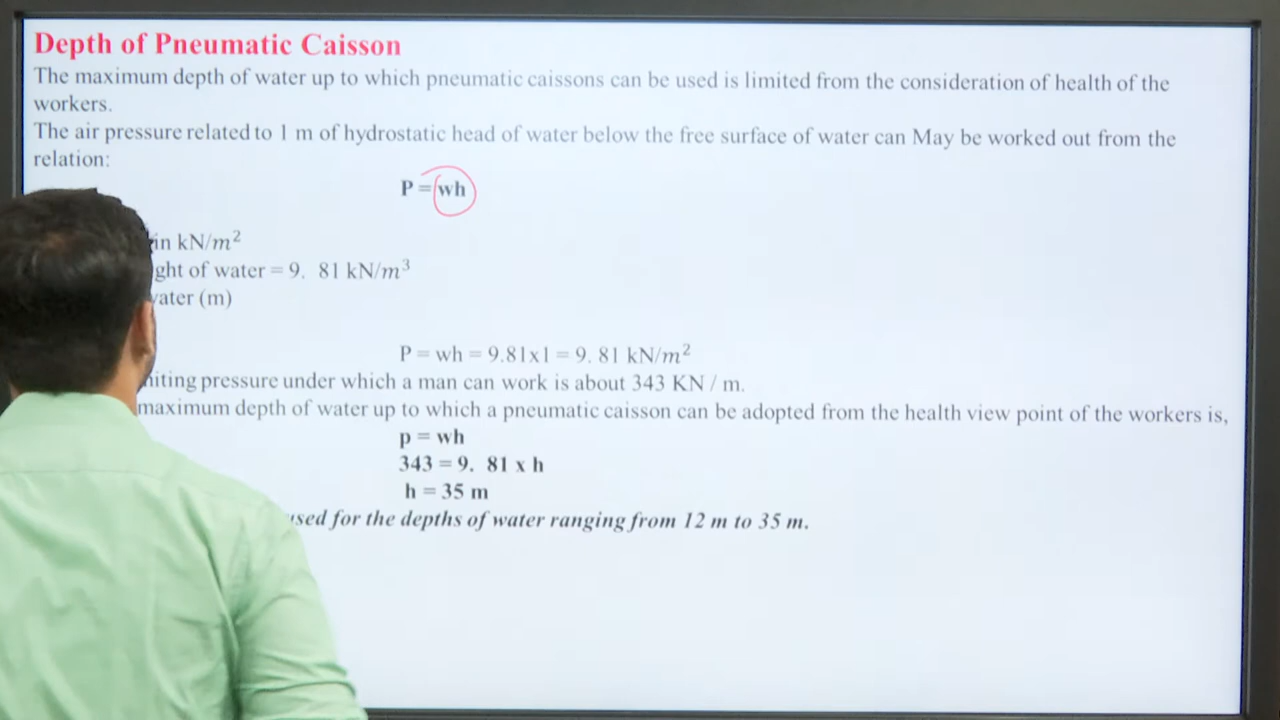 Depth of Pneumatic Caisson
The maximum depth of water up to which pneumatic caissons can be used is limited from the consideration of health of the
workers.
The air pressure related to 1 m of hydrostatic head of water below the free surface of water can May be worked out from the
relation:
P = wh
in kN/m²
ght of water = 9. 81 kN/m³
ater (m)
P = wh = 9.81x1 = 9. 81 kN/m²
iting pressure under which a man can work is about 343 KN / m.
maximum depth of water up to which a pneumatic caisson can be adopted from the health view point of the workers is,
p = wh
343 = 9. 81 x h
h = 35 m
used for the depths of water ranging from 12 m to 35 m.